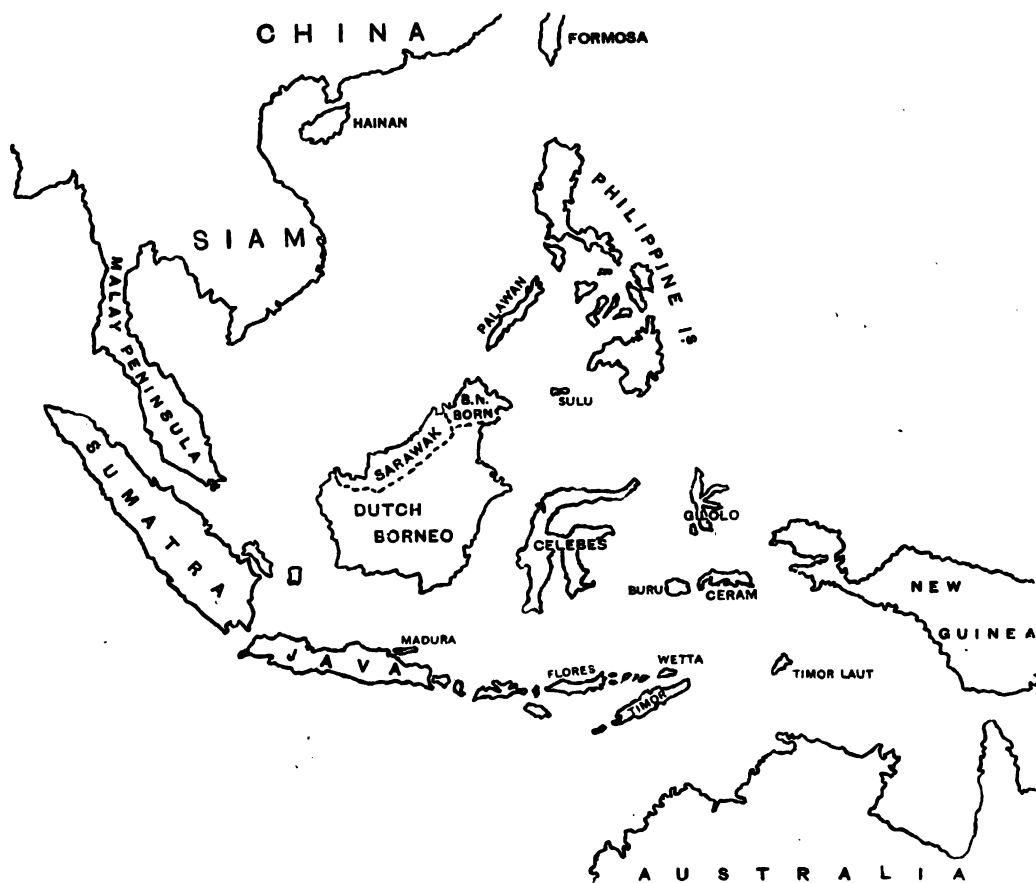 CHINA
FORMOSA
HAINAN
SIAM
PHILIPPINE Is.
MALAY PENINSULA
PALAWAN
B.N.
BORN
SULU
SARAWAK
SUMATRA
DUTCH
BORNEO
CELEBES
GILOLO
BURU
CERAM
NEW
GUINEA
MADURA
JAVA
FLORES
WETTA
TIMOR
TIMOR LAUT
AUSTRALIA